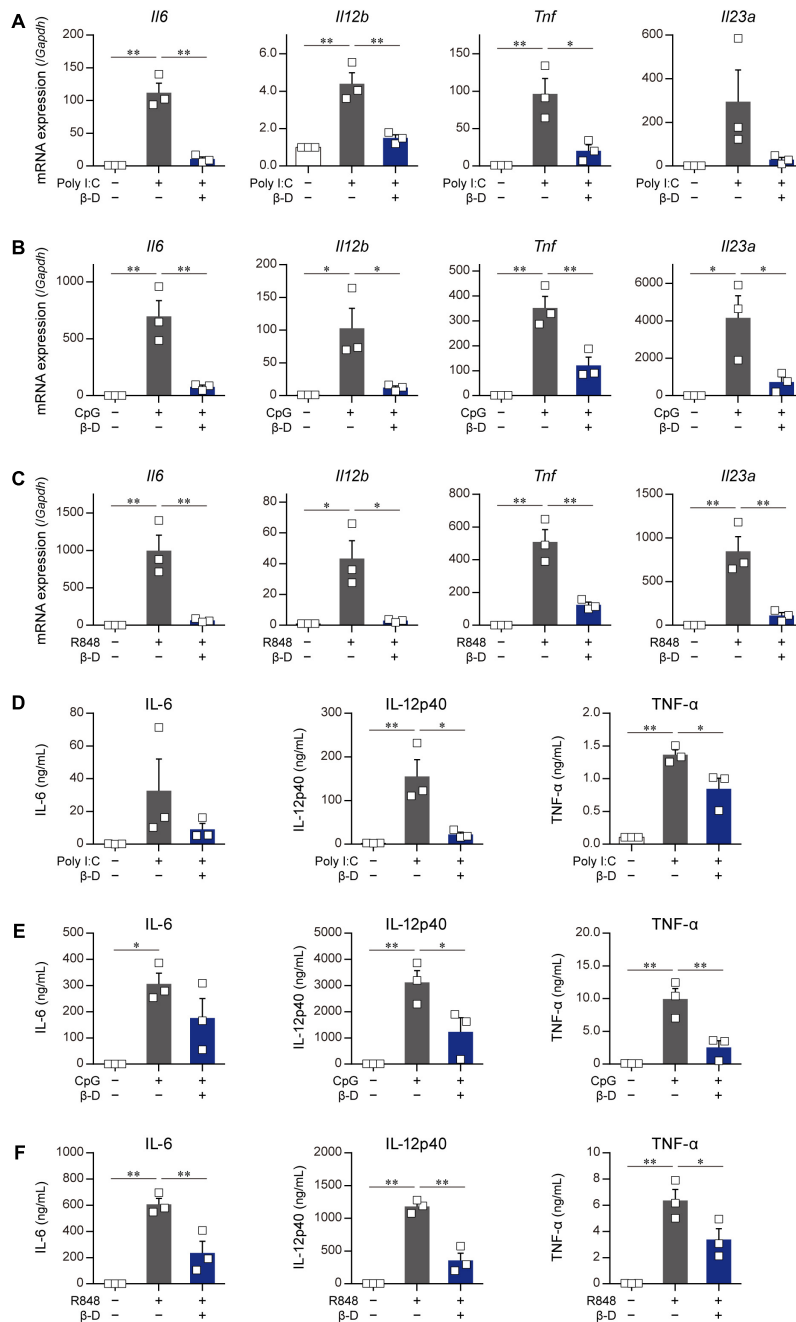 A
Il6 Il12b Tnf Il23a
mRNA expression (/Gapdh)
** ** ** ** ** *
150 6.0 150 600
100 4.0 100 400
50 2.0 50 200
0 0 0 0
Poly I:C − + + − + + − + + − + +
β-D − − + − − + − − + − − +
B
Il6 Il12b Tnf Il23a
mRNA expression (/Gapdh)
** ** * * ** ** * *
1000 200 500 6000
150 400
500 100 300 4000
50 200 2000
100
0 0 0 0
CpG − + + − + + − + + − + +
β-D − − + − − + − − + − − +
C
Il6 Il12b Tnf Il23a
mRNA expression (/Gapdh)
** ** * * ** ** ** **
1500 80 800 1500
1000 60 600 1000
40 400
500 20 200 500
0 0 0 0
R848 − + + − + + − + + − + +
β-D − − + − − + − − + − − +
D
IL-6 IL-12p40 TNF-α
IL-6 (ng/mL) IL-12p40 (ng/mL) TNF-α (ng/mL)
** * ** *
80 300 2.0
60 200 1.5
40 1.0
20 100 0.5
0 0 0.0
Poly I:C − + + − + + − + +
β-D − − + − − + − − +
E
IL-6 IL-12p40 TNF-α
IL-6 (ng/mL) IL-12p40 (ng/mL) TNF-α (ng/mL)
* ** * ** **
500 5000 20.0
400 4000 15.0
300 3000 10.0
200 2000
100 1000 5.0
0 0 0
CpG − + + − + + − + +
β-D − − + − − + − − +
F
IL-6 IL-12p40 TNF-α
IL-6 (ng/mL) IL-12p40 (ng/mL) TNF-α (ng/mL)
** ** ** ** ** *
1000 2000 10
800 1500 8
600 1000 6
400 4
200 500 2
0 0 0
R848 − + + − + + − + +
β-D − − + − − + − − +